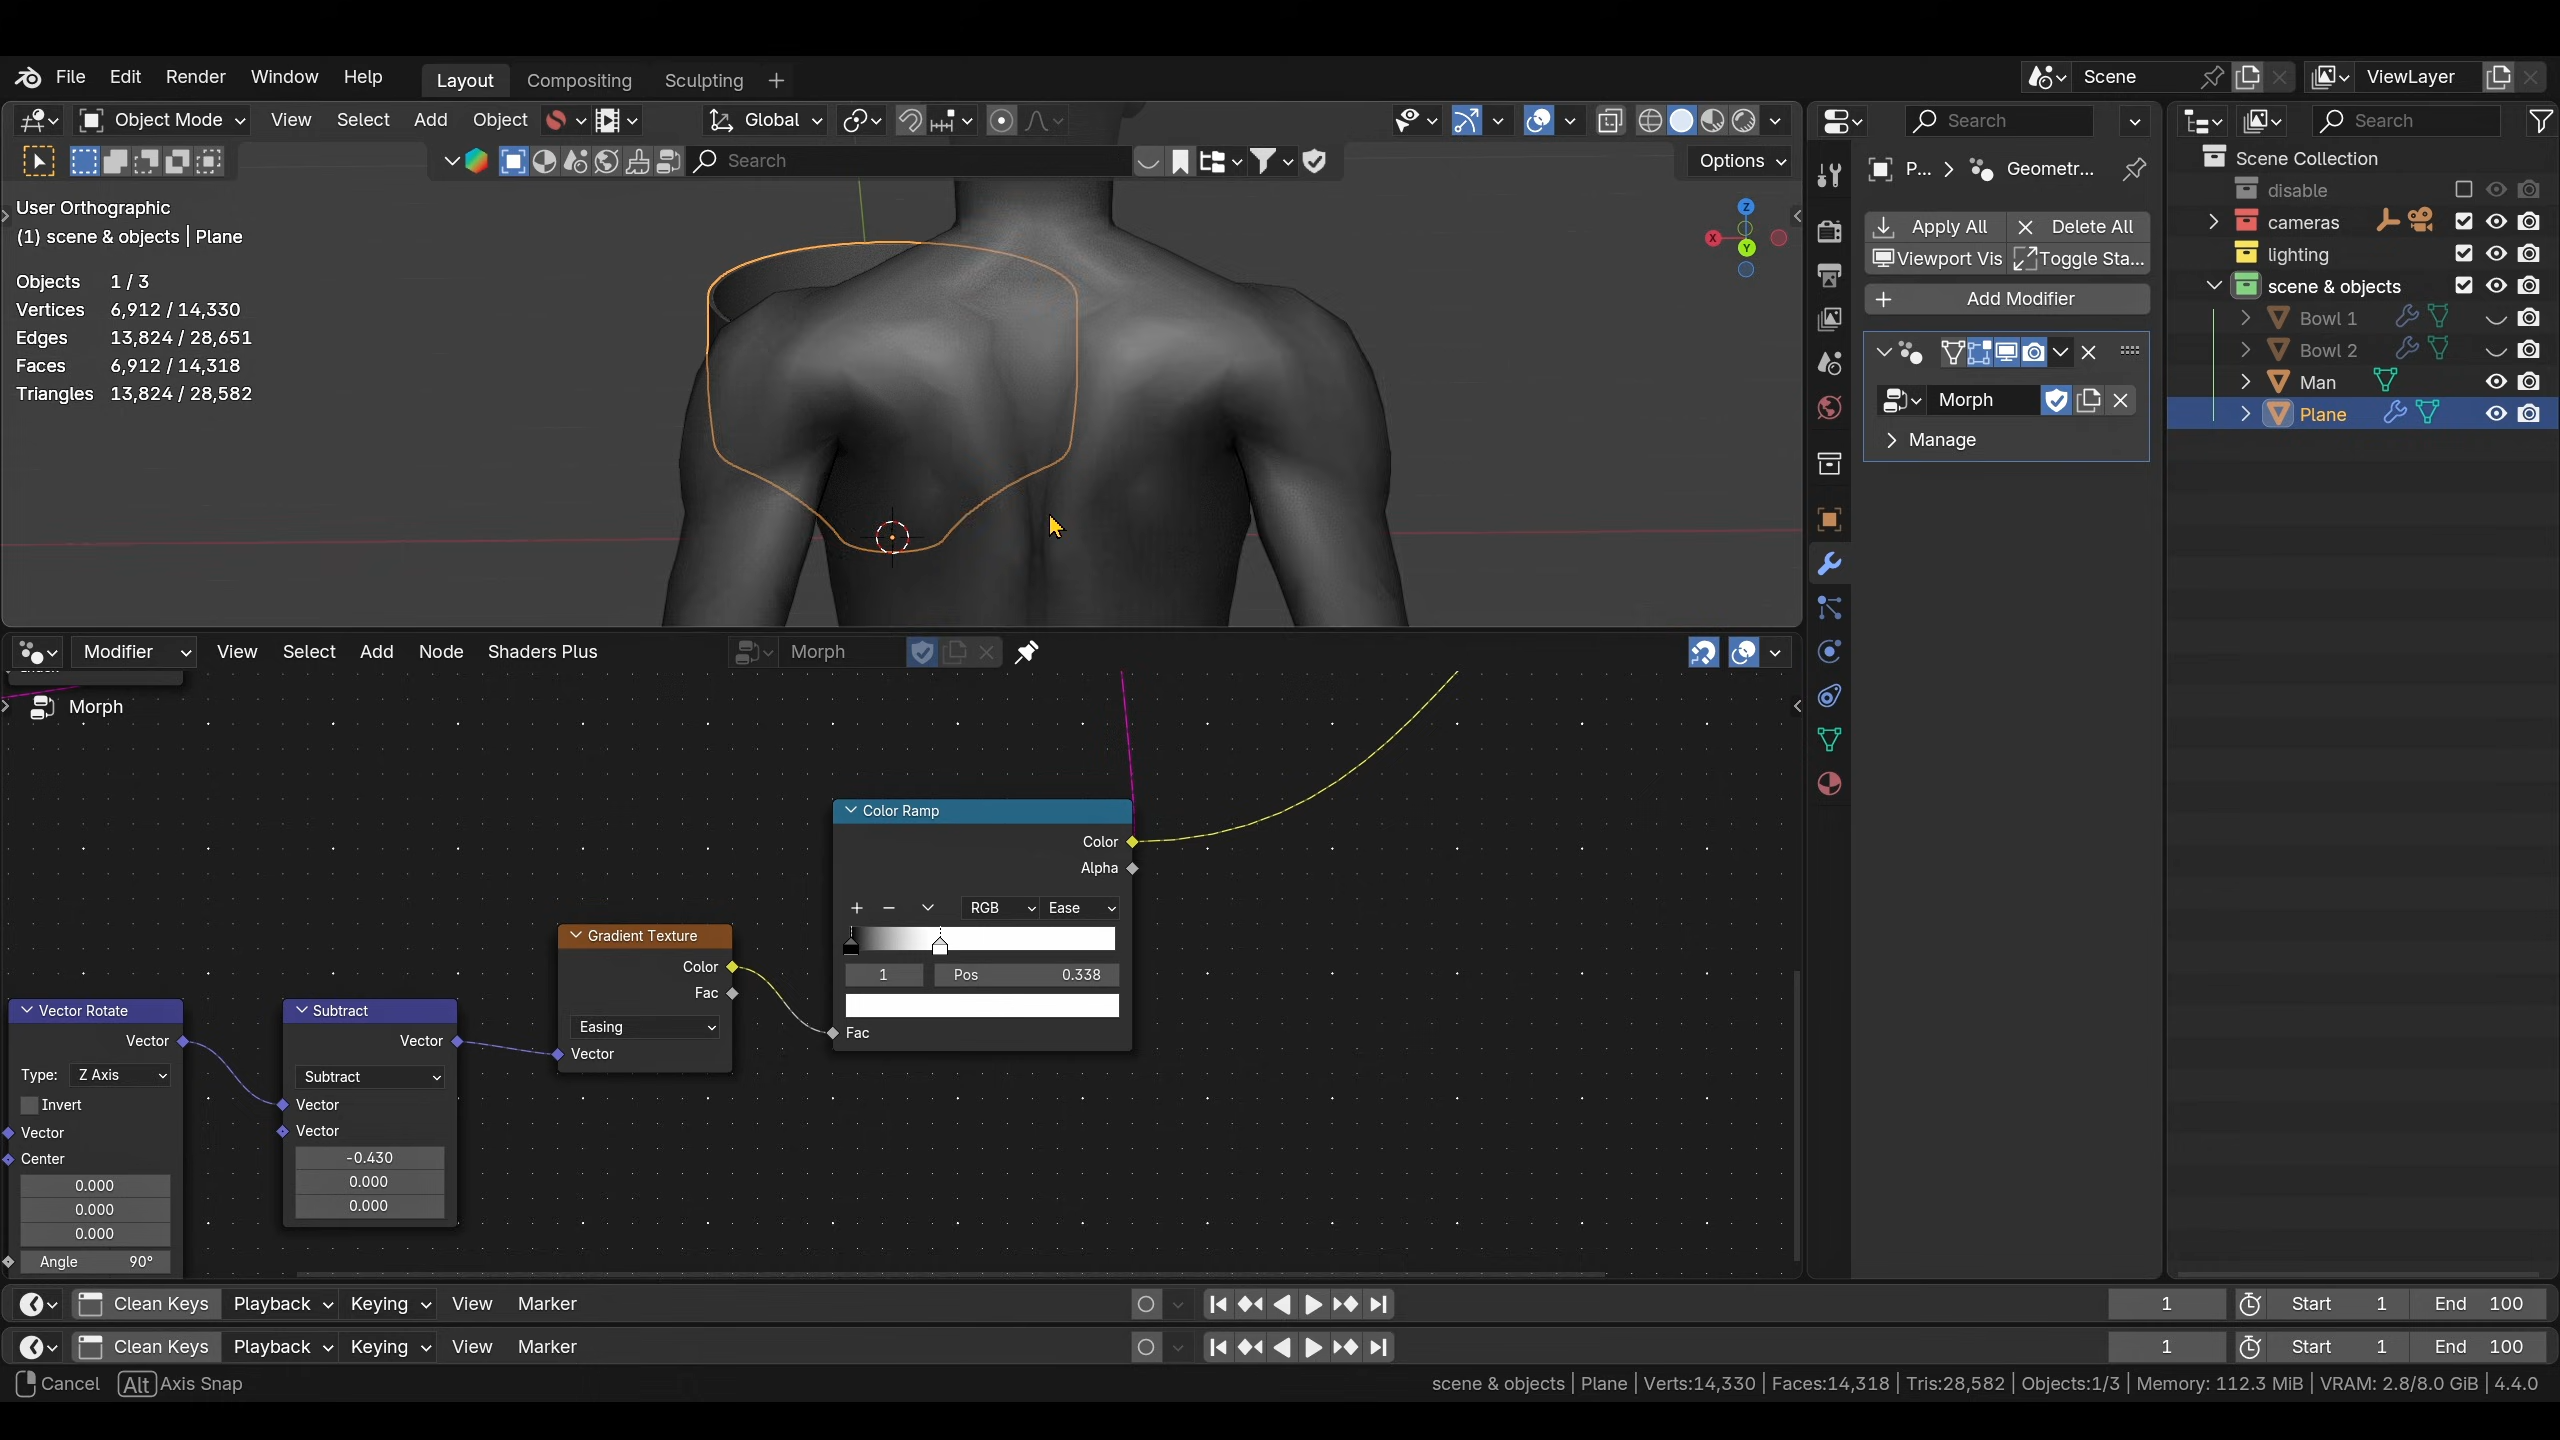 File Edit Render Window Help Layout Compositing Sculpting + Scene ViewLayer
Object Mode View Select Add Object Global
Search
Options
User Orthographic
(1) scene & objects | Plane
Objects 1 / 3
Vertices 6,912 / 14,330
Edges 13,824 / 28,651
Faces 6,912 / 14,318
Triangles 13,824 / 28,582
Z
X
Y
Search
P... > Geometr...
Apply All Delete All
Viewport Vis Toggle Sta...
Add Modifier
Morph
Manage
Search
Scene Collection
disable
cameras
lighting
scene & objects
Bowl 1
Bowl 2
Man
Plane
Modifier View Select Add Node Shaders Plus Morph
Morph
Vector Rotate
Vector
Type: Z Axis
Invert
Vector
Center
0.000
0.000
0.000
Angle 90°
Subtract
Vector
Subtract
Vector
Vector
-0.430
0.000
0.000
Gradient Texture
Color
Fac
Easing
Vector
Color Ramp
Color
Alpha
RGB Ease
1 Pos 0.338
Fac
Clean Keys Playback Keying View Marker 1 Start 1 End 100
Clean Keys Playback Keying View Marker 1 Start 1 End 100
Cancel Alt Axis Snap scene & objects | Plane | Verts:14,330 | Faces:14,318 | Tris:28,582 | Objects:1/3 | Memory: 112.3 MiB | VRAM: 2.8/8.0 GiB | 4.4.0